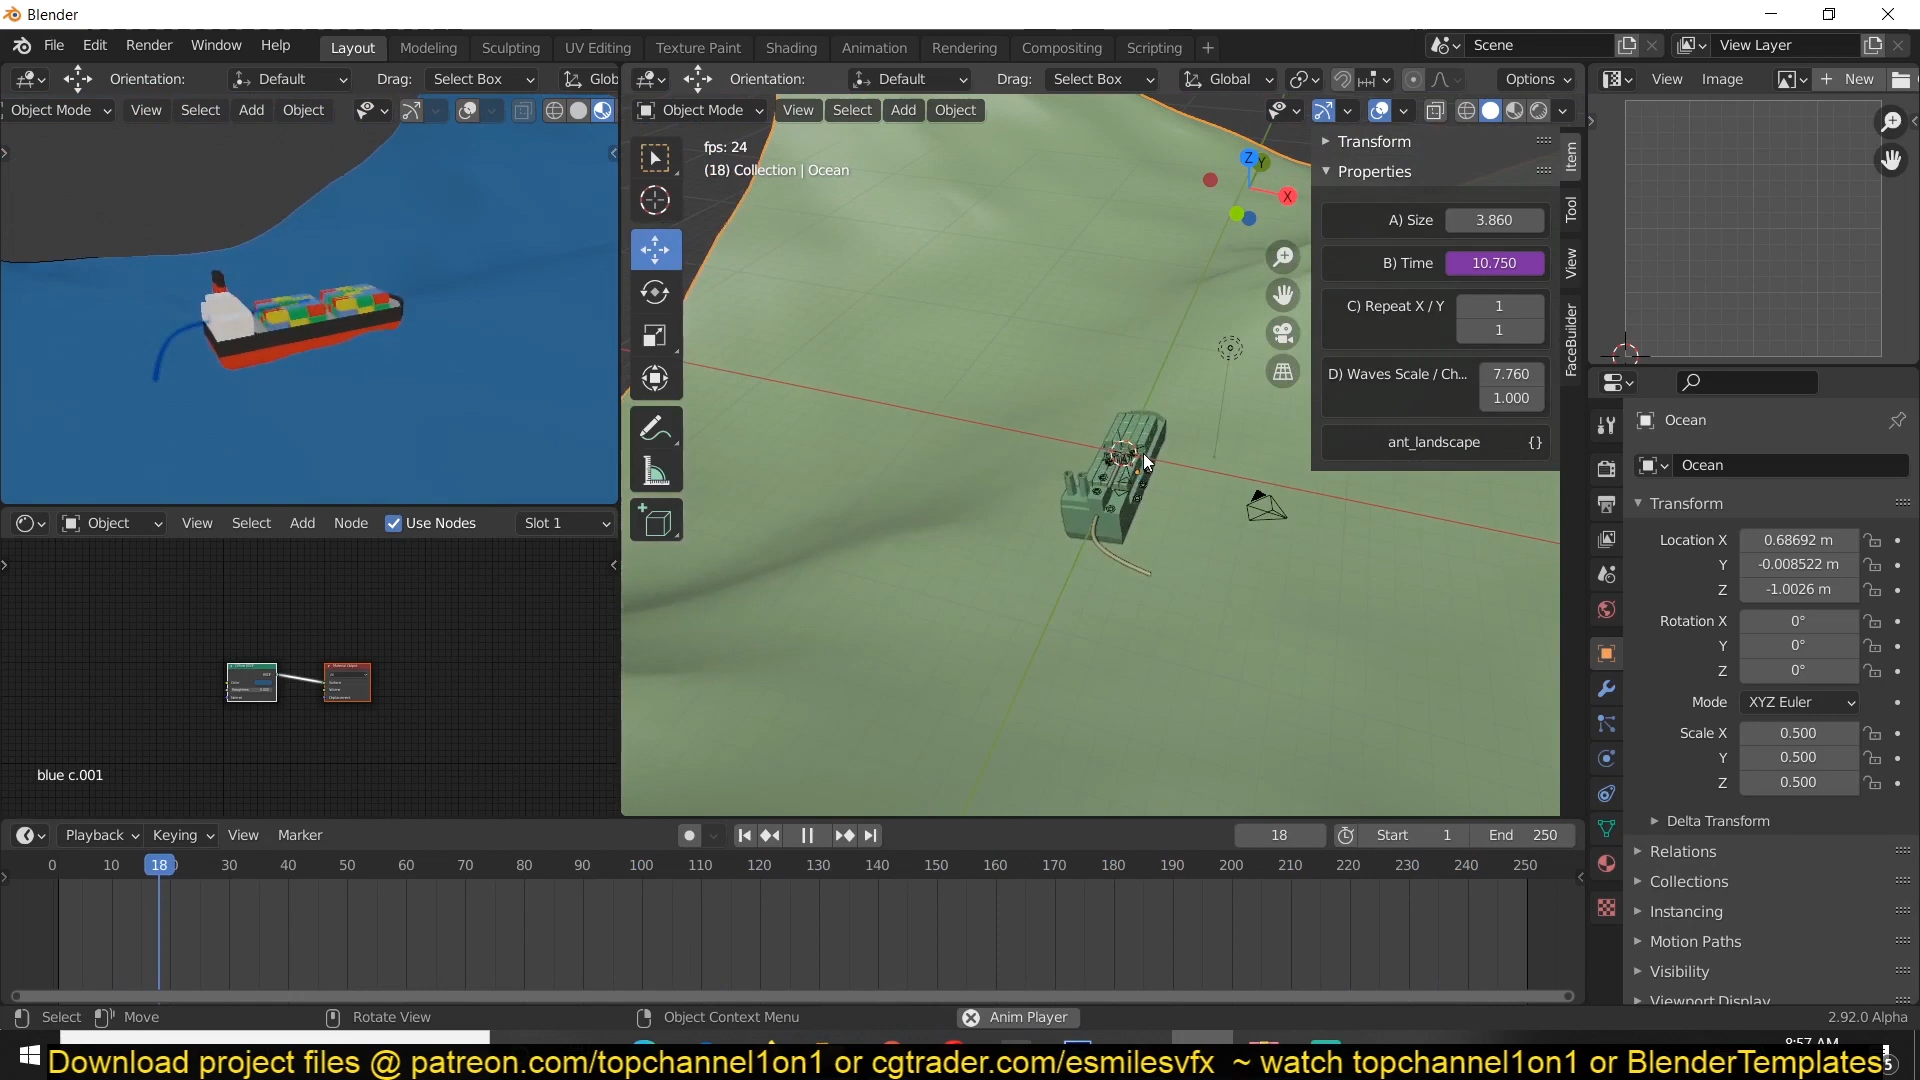 Blender
File Edit Render Window Help Layout Modeling Sculpting UV Editing Texture Paint Shading Animation Rendering Compositing Scripting + Scene View Layer
Orientation: Default Drag: Select Box Glob
Orientation: Default Drag: Select Box Global Options
View Image + New
Object Mode View Select Add Object
Object Mode View Select Add Object
fps: 24
(18) Collection | Ocean
Z Y X
Transform
Properties
A) Size 3.860
B) Time 10.750
C) Repeat X / Y 1
1
D) Waves Scale / Ch... 7.760
1.000
ant_landscape {}
Item
Tool
View
FaceBuilder
Object View Select Add Node Use Nodes Slot 1
blue c.001
Ocean
Ocean
Transform
Location X 0.68692 m
Y -0.008522 m
Z -1.0026 m
Rotation X 0°
Y 0°
Z 0°
Mode XYZ Euler
Scale X 0.500
Y 0.500
Z 0.500
Delta Transform
Relations
Collections
Instancing
Motion Paths
Visibility
Viewport Display
Playback Keying View Marker 18 Start 1 End 250
0 10 18 30 40 50 60 70 80 90 100 110 120 130 140 150 160 170 180 190 200 210 220 230 240 250
Select Move Rotate View Object Context Menu Anim Player 2.92.0 Alpha
8:57 AM
Download project files @ patreon.com/topchannel1on1 or cgtrader.com/esmilesvfx ~ watch topchannel1on1 or BlenderTemplates